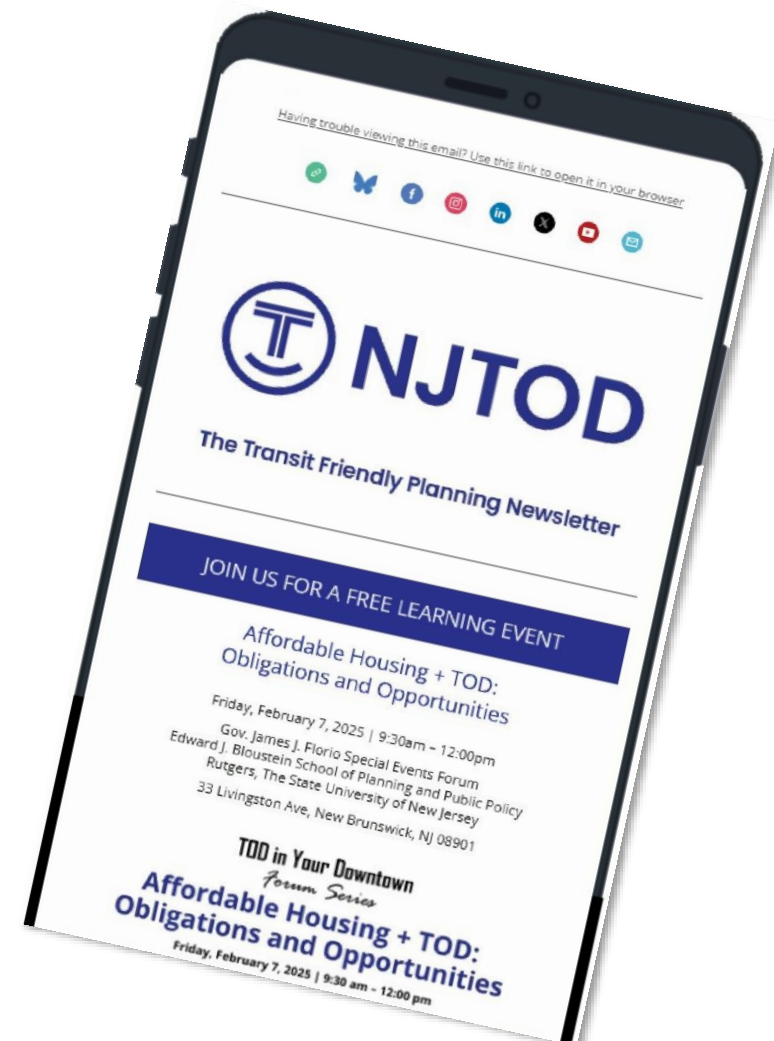 Having trouble viewing this email? Use this link to open it in your browser
in
NJTOD
The Transit Friendly Planning Newsletter
JOIN US FOR A FREE LEARNING EVENT
Affordable Housing + TOD:
Obligations and Opportunities
Friday, February 7, 2025 | 9:30am – 12:00pm
Gov. James J. Florio Special Events Forum
Edward J. Bloustein School of Planning and Public Policy
Rutgers, The State University of New Jersey
33 Livingston Ave, New Brunswick, NJ 08901
TOD in Your Downtown
Forum Series
Affordable Housing + TOD:
Obligations and Opportunities
Friday, February 7, 2025 | 9:30 am – 12:00 pm